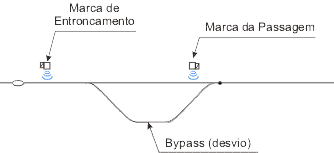 Marca de
Entroncamento
Marca da Passagem
Bypass (desvio)